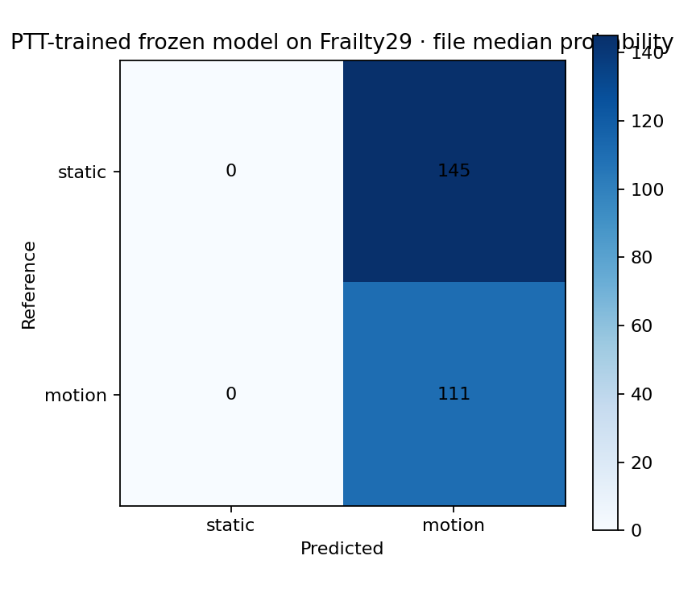 PTT-trained frozen model on Frailty29 · file median probability
140
static
0
145
120
100
Reference
80
60
motion
0
111
40
20
0
static
motion
Predicted